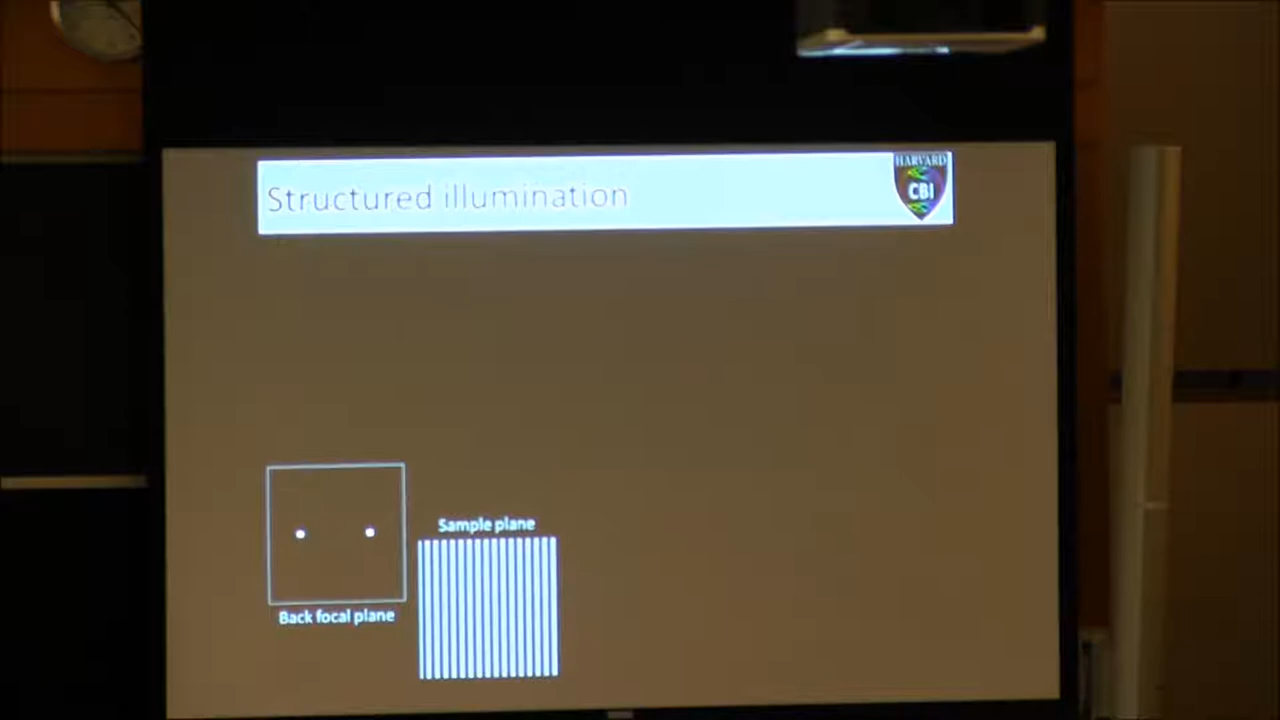 Structured illumination
HARVARD
CBI
Sample plane
Back focal plane